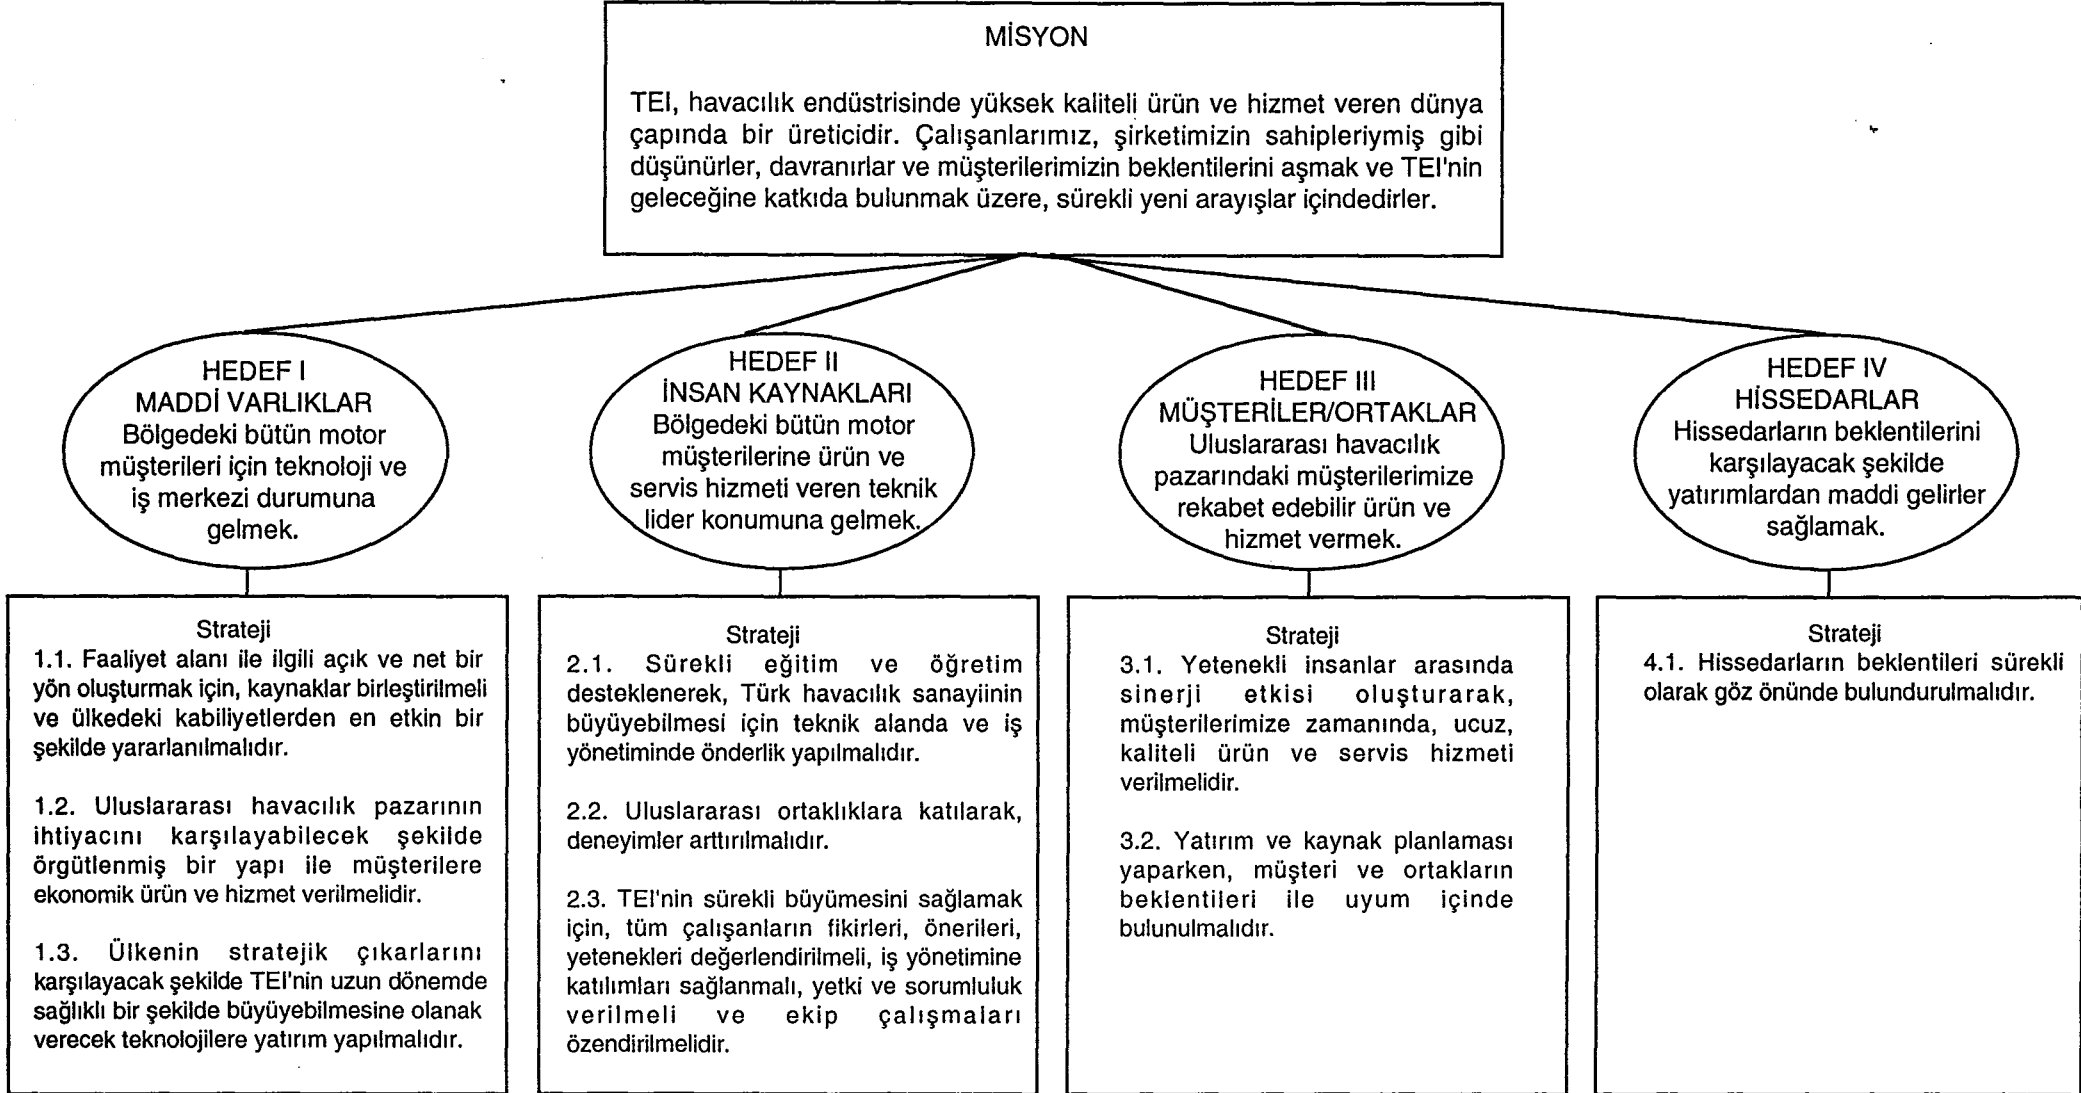 MİSYON
TEI, havacılık endüstrisinde yüksek kaliteli ürün ve hizmet veren dünya
çapında bir üreticidir. Çalışanlarımız, şirketimizin sahipleriymiş gibi
düşünürler, davranırlar ve müşterilerimizin beklentilerini aşmak ve TEI'nin
geleceğine katkıda bulunmak üzere, sürekli yeni arayışlar içindedirler.
HEDEF I
MADDİ VARLIKLAR
Bölgedeki bütün motor
müşterileri için teknoloji ve
iş merkezi durumuna
gelmek.
HEDEF II
İNSAN KAYNAKLARI
Bölgedeki bütün motor
müşterilerine ürün ve
servis hizmeti veren teknik
lider konumuna gelmek.
HEDEF III
MÜŞTERİLER/ORTAKLAR
Uluslararası havacılık
pazarındaki müşterilerimize
rekabet edebilir ürün ve
hizmet vermek.
HEDEF IV
HİSSEDARLAR
Hissedarların beklentilerini
karşılayacak şekilde
yatırımlardan maddi gelirler
sağlamak.
Strateji
1.1. Faaliyet alanı ile ilgili açık ve net bir
yön oluşturmak için, kaynaklar birleştirilmeli
ve ülkedeki kabiliyetlerden en etkin bir
şekilde yararlanılmalıdır.
1.2. Uluslararası havacılık pazarının
ihtiyacını karşılayabilecek şekilde
örgütlenmiş bir yapı ile müşterilere
ekonomik ürün ve hizmet verilmelidir.
1.3. Ülkenin stratejik çıkarlarını
karşılayacak şekilde TEI'nin uzun dönemde
sağlıklı bir şekilde büyüyebilmesine olanak
verecek teknolojilere yatırım yapılmalıdır.
Strateji
2.1. Sürekli eğitim ve öğretim
desteklenerek, Türk havacılık sanayiinin
büyüyebilmesi için teknik alanda ve iş
yönetiminde önderlik yapılmalıdır.
2.2. Uluslararası ortaklıklara katılarak,
deneyimler arttırılmalıdır.
2.3. TEI'nin sürekli büyümesini sağlamak
için, tüm çalışanların fikirleri, önerileri,
yetenekleri değerlendirilmeli, iş yönetimine
katılımları sağlanmalı, yetki ve sorumluluk
verilmeli ve ekip çalışmaları
özendirilmelidir.
Strateji
3.1. Yetenekli insanlar arasında
sinerji etkisi oluşturarak,
müşterilerimize zamanında, ucuz,
kaliteli ürün ve servis hizmeti
verilmelidir.
3.2. Yatırım ve kaynak planlaması
yaparken, müşteri ve ortakların
beklentileri ile uyum içinde
bulunulmalıdır.
Strateji
4.1. Hissedarların beklentileri sürekli
olarak göz önünde bulundurulmalıdır.